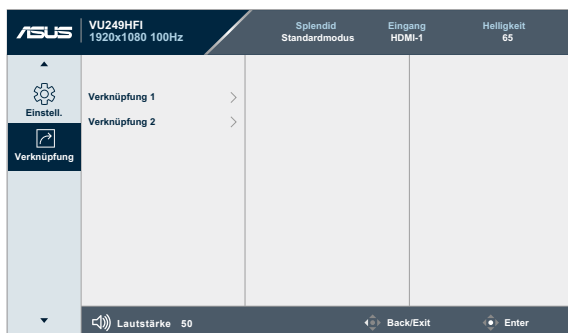 ASUS
VU249HFI
1920x1080 100Hz
Splendid
Standardmodus
Eingang
HDMI-1
Helligkeit
65
Einstell.
Verknüpfung
Verknüpfung 1
Verknüpfung 2
Lautstärke 50
Back/Exit
Enter